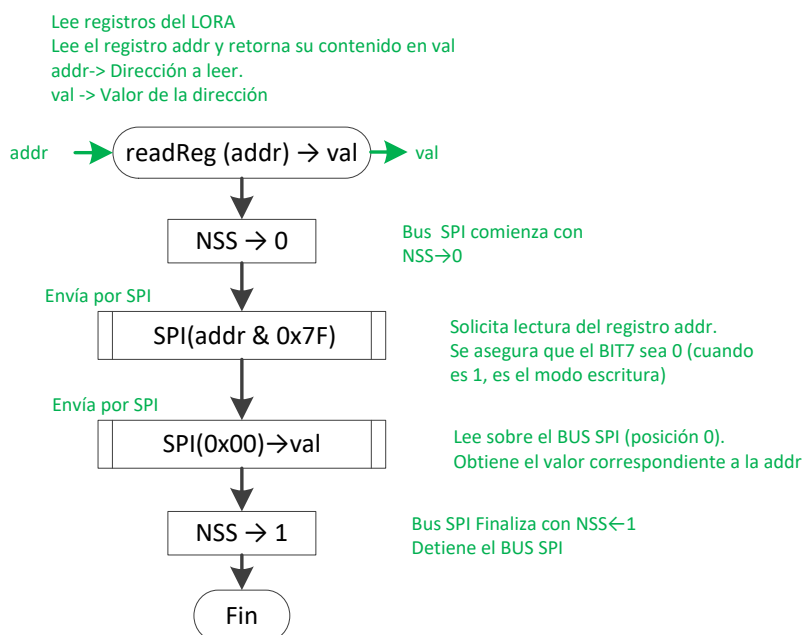 Lee registros del LORA
Lee el registro addr y retorna su contenido en val
addr-> Dirección a leer.
val -> Valor de la dirección
addr
readReg (addr) → val
val
NSS → 0
Bus SPI comienza con
NSS→0
Envía por SPI
SPI(addr & 0x7F)
Solicita lectura del registro addr.
Se asegura que el BIT7 sea 0 (cuando
es 1, es el modo escritura)
Envía por SPI
SPI(0x00)→val
Lee sobre el BUS SPI (posición 0).
Obtiene el valor correspondiente a la addr
NSS → 1
Bus SPI Finaliza con NSS←1
Detiene el BUS SPI
Fin